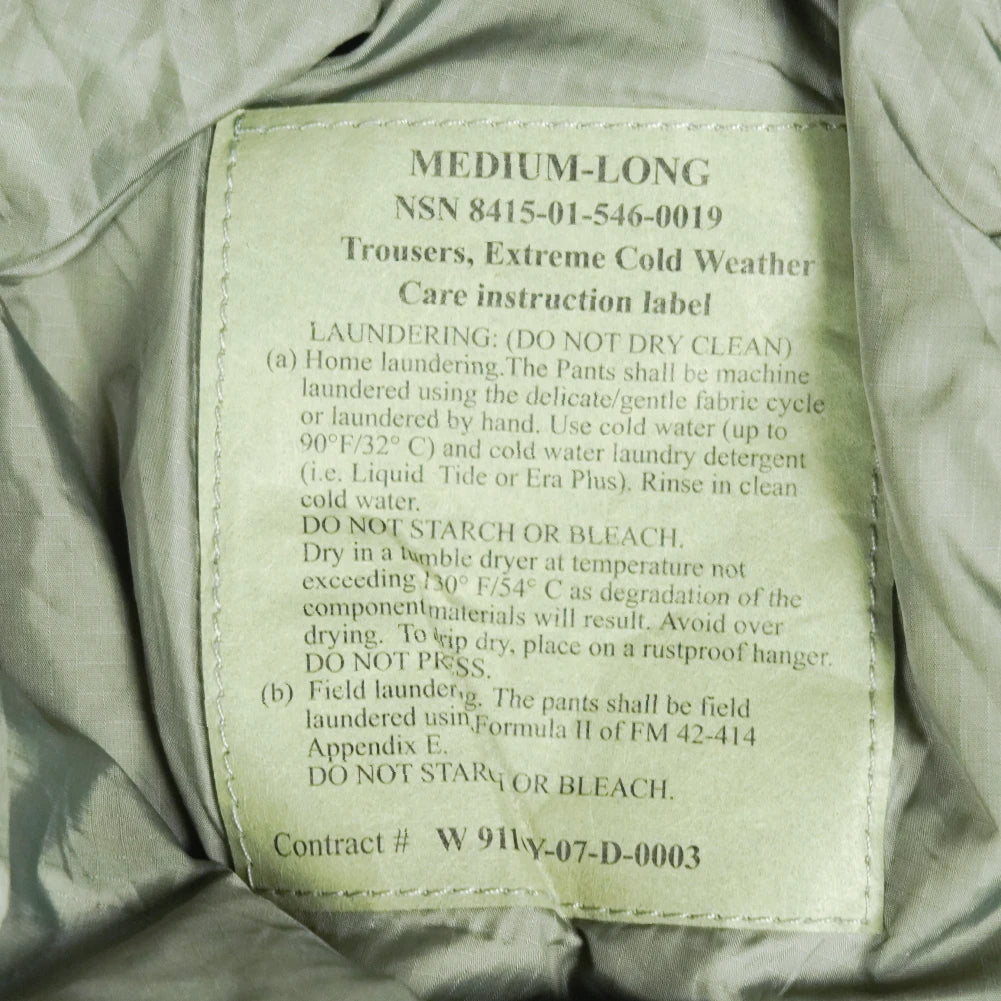 MEDIUM-LONG
NSN 8415-01-546-0019
Trousers, Extreme Cold Weather
Care instruction label
LAUNDERING: (DO NOT DRY CLEAN)
(a) Home laundering.The Pants shall be machine
laundered using the delicate/gentle fabric cycle
or laundered by hand. Use cold water (up to
90°F/32° C) and cold water laundry detergent
(i.e. Liquid Tide or Era Plus). Rinse in clean
cold water.
DO NOT STARCH OR BLEACH.
Dry in a tumble dryer at temperature not
exceeding 130° F/54° C as degradation of the
component materials will result. Avoid over
drying. To drip dry, place on a rustproof hanger.
DO NOT PRESS.
(b) Field laundering. The pants shall be field
laundered using Formula II of FM 42-414
Appendix E.
DO NOT STARCH OR BLEACH.
Contract # W 911 Y-07-D-0003